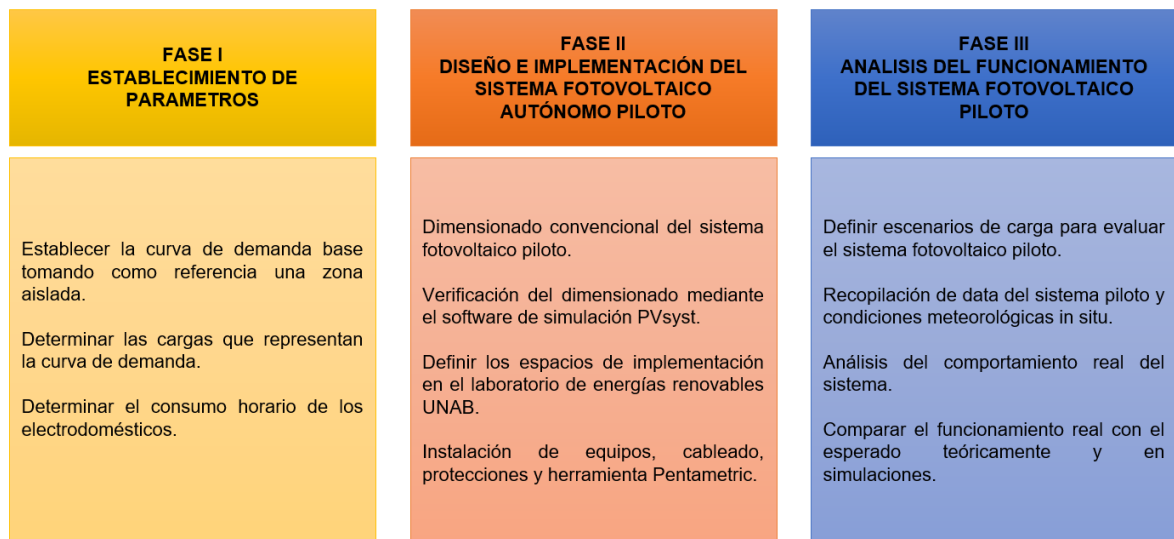 FASE I
ESTABLECIMIENTO DE
PARAMETROS
Establecer la curva de demanda base
tomando como referencia una zona
aislada.
Determinar las cargas que representan
la curva de demanda.
Determinar el consumo horario de los
electrodomésticos.
FASE II
DISEÑO E IMPLEMENTACIÓN DEL
SISTEMA FOTOVOLTAICO
AUTÓNOMO PILOTO
Dimensionado convencional del sistema
fotovoltaico piloto.
Verificación del dimensionado mediante
el software de simulación PVsyst.
Definir los espacios de implementación
en el laboratorio de energías renovables
UNAB.
Instalación de equipos, cableado,
protecciones y herramienta Pentametric.
FASE III
ANALISIS DEL FUNCIONAMIENTO
DEL SISTEMA FOTOVOLTAICO
PILOTO
Definir escenarios de carga para evaluar
el sistema fotovoltaico piloto.
Recopilación de data del sistema piloto y
condiciones meteorológicas in situ.
Análisis del comportamiento real del
sistema.
Comparar el funcionamiento real con el
esperado teóricamente y en
simulaciones.